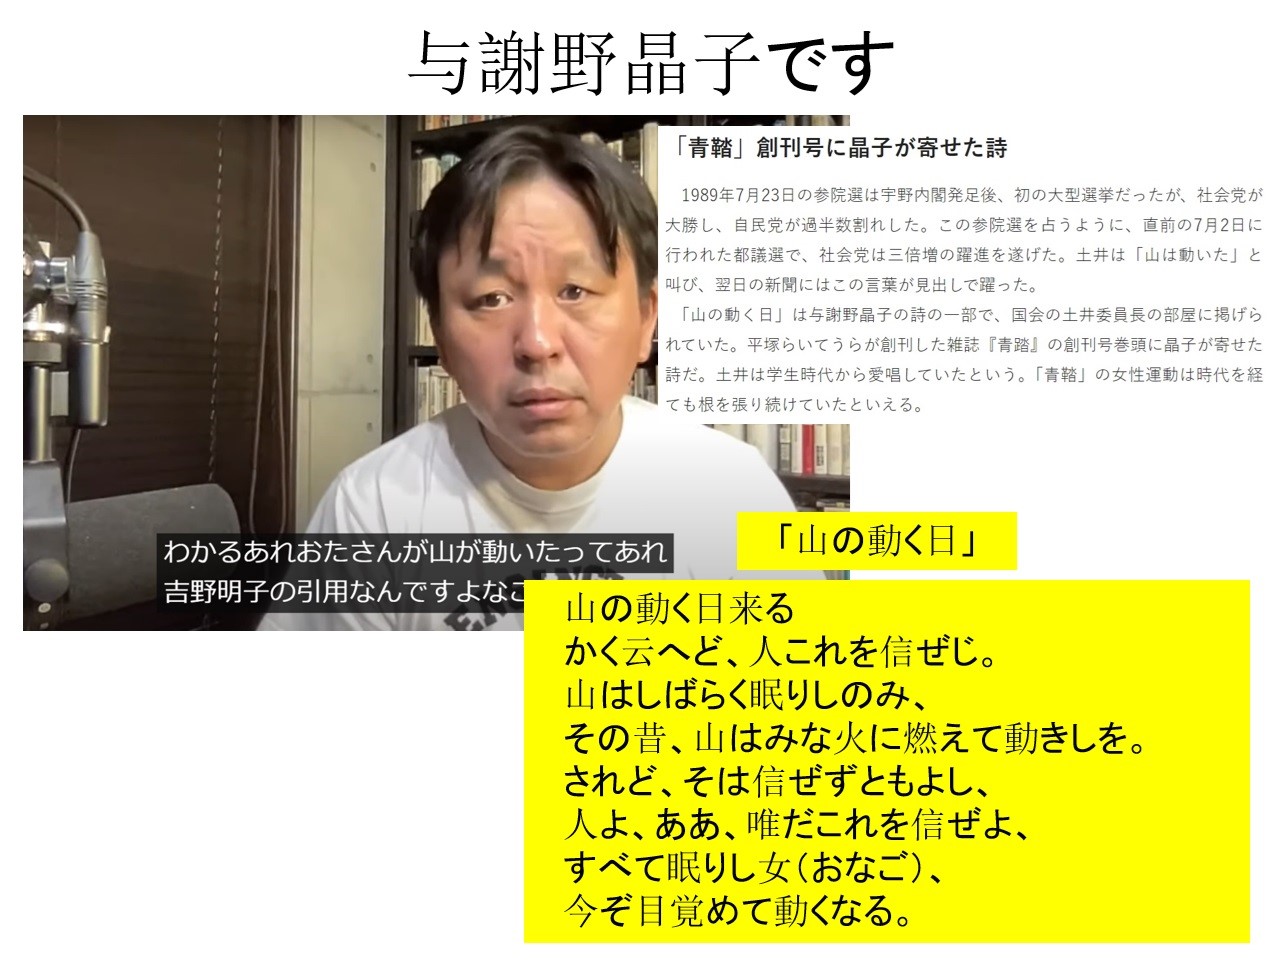 与謝野晶子です
「青鞜」創刊号に晶子が寄せた詩
1989年7月23日の参院選は宇野内閣発足後、初の大型選挙だったが、社会党が
大勝し、自民党が過半数割れした。この参院選を占うように、直前の7月2日に
行われた都議選で、社会党は三倍増の躍進を遂げた。土井は「山は動いた」と
叫び、翌日の新聞にはこの言葉が見出しで躍った。
「山の動く日」は与謝野晶子の詩の一部で、国会の土井委員長の部屋に掲げら
れていた。平塚らいてうらが創刊した雑誌『青踏』の創刊号巻頭に晶子が寄せた
詩だ。土井は学生時代から愛唱していたという。「青鞜」の女性運動は時代を経
ても根を張り続けていたといえる。
わかるあれおたさんが山が動いたってあれ
吉野明子の引用なんですよなこ
「山の動く日」
山の動く日来る
かく云へど、人これを信ぜじ。
山はしばらく眠りしのみ、
その昔、山はみな火に燃えて動きしを。
されど、そは信ぜずともよし、
人よ、ああ、唯だこれを信ぜよ、
すべて眠りし女（おなご）、
今ぞ目覚めて動くなる。